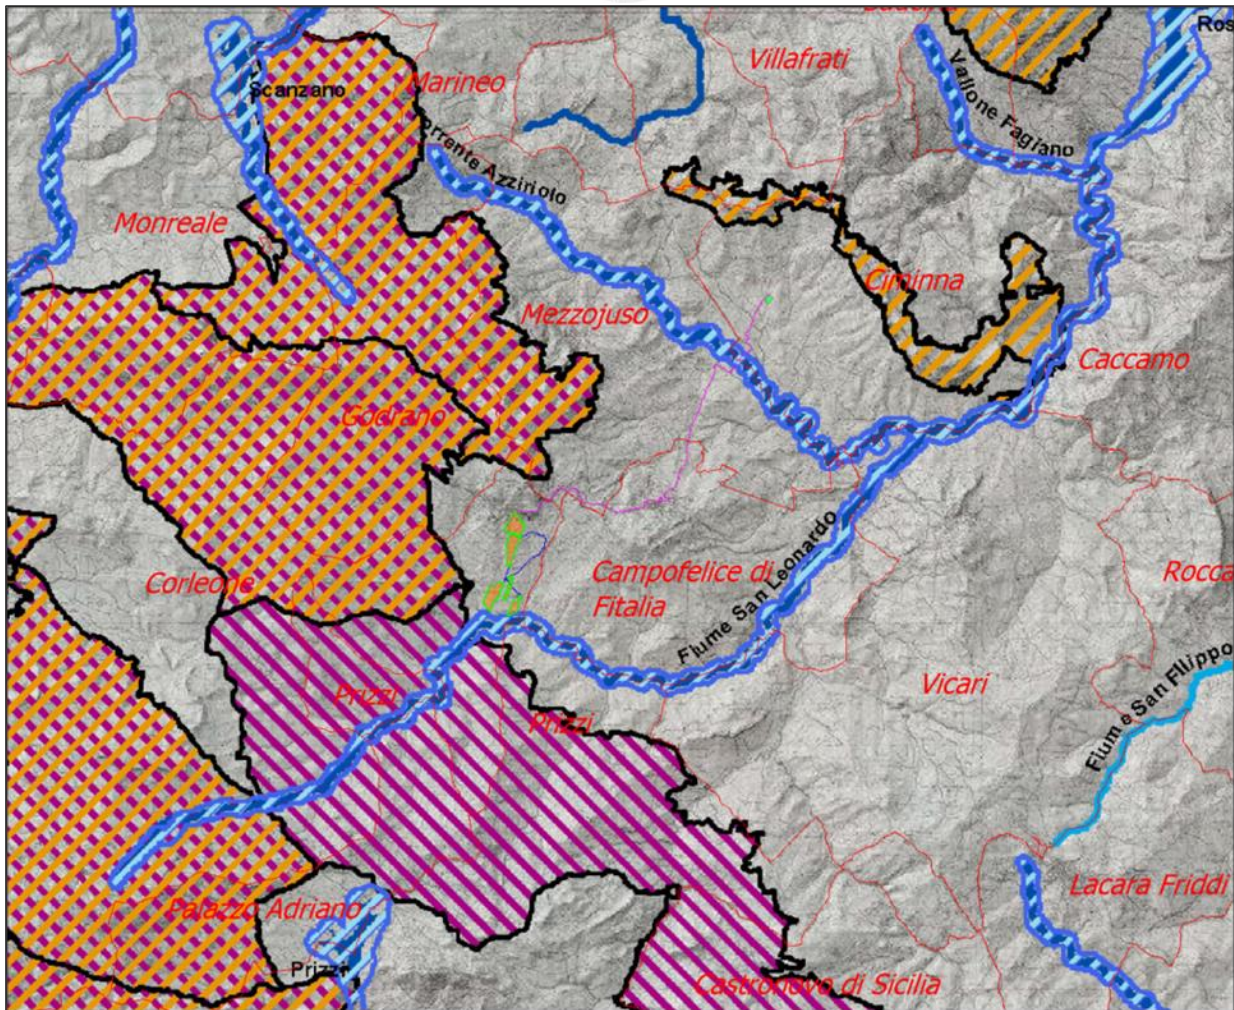 Ros
Villafrati
Scanzano
Marineo
Vallone Fagiano
orrente Azziriolo
Monreale
Ciminna
Mezzojuso
Caccamo
Godrano
Corleone
Campofelice di
Fitalia
Rocca
Fiume San Leonardo
Vicari
Prizzi
Prizzi
Fiume San FIlippo
Lacara Friddi
Palazzo Adriano
Prizzi
Castronovo di Sicilia